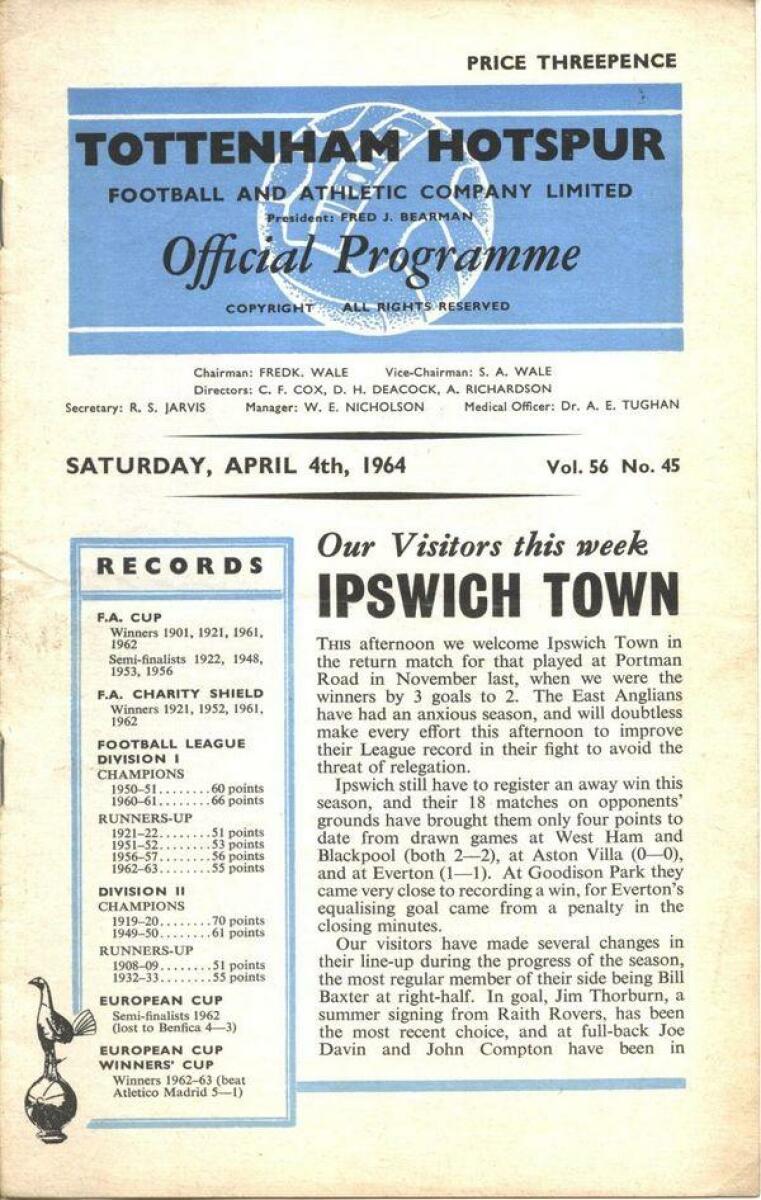 PRICE THREEPENCE
TOTTENHAM HOTSPUR
FOOTBALL AND ATHLETIC COMPANY LIMITED
President: FRED J. BEARMAN
Official Programme
COPYRIGHT ALL RIGHTS RESERVED
Chairman: FREDK. WALE Vice-Chairman: S. A. WALE
Directors: C. F. COX, D. H. DEACOCK, A. RICHARDSON
Secretary: R. S. JARVIS Manager: W. E. NICHOLSON Medical Officer: Dr. A. E. TUGHAN
SATURDAY, APRIL 4th, 1964 Vol. 56 No. 45
RECORDS
F.A. CUP
Winners 1901, 1921, 1961,
1962
Semi-finalists 1922, 1948,
1953, 1956
F.A. CHARITY SHIELD
Winners 1921, 1952, 1961,
1962
FOOTBALL LEAGUE
DIVISION I
CHAMPIONS
1950–51........60 points
1960–61........66 points
RUNNERS-UP
1921–22........51 points
1951–52........53 points
1956–57........56 points
1962–63........55 points
DIVISION II
CHAMPIONS
1919–20........70 points
1949–50........61 points
RUNNERS-UP
1908–09........51 points
1932–33........55 points
EUROPEAN CUP
Semi-finalists 1962
(lost to Benfica 4—3)
EUROPEAN CUP
WINNERS' CUP
Winners 1962–63 (beat
Atletico Madrid 5—1)
Our Visitors this week
IPSWICH TOWN
THIS afternoon we welcome Ipswich Town in
the return match for that played at Portman
Road in November last, when we were the
winners by 3 goals to 2. The East Anglians
have had an anxious season, and will doubtless
make every effort this afternoon to improve
their League record in their fight to avoid the
threat of relegation.
Ipswich still have to register an away win this
season, and their 18 matches on opponents'
grounds have brought them only four points to
date from drawn games at West Ham and
Blackpool (both 2—2), at Aston Villa (0—0),
and at Everton (1—1). At Goodison Park they
came very close to recording a win, for Everton's
equalising goal came from a penalty in the
closing minutes.
Our visitors have made several changes in
their line-up during the progress of the season,
the most regular member of their side being Bill
Baxter at right-half. In goal, Jim Thorburn, a
summer signing from Raith Rovers, has been
the most recent choice, and at full-back Joe
Davin and John Compton have been in